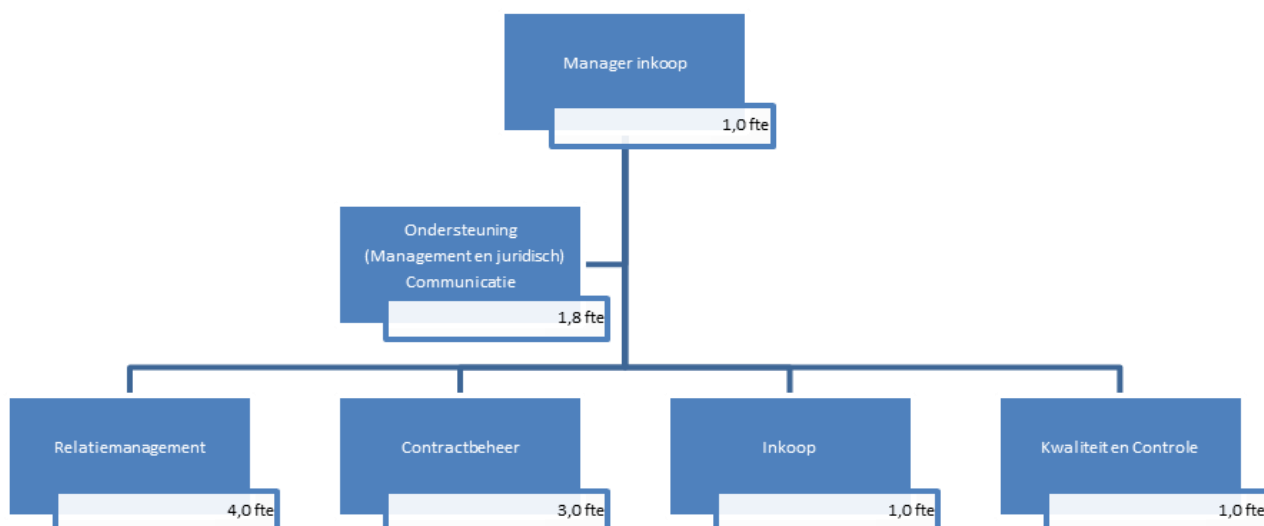 Manager inkoop
1,0 fte
Ondersteuning
(Management en juridisch)
Communicatie
1,8 fte
Relatiemanagement
4,0 fte
Contractbeheer
3,0 fte
Inkoop
1,0 fte
Kwaliteit en Controle
1,0 fte